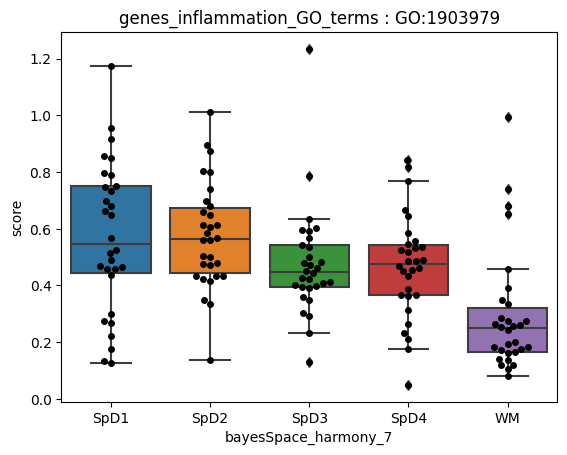 genes_inflammation_GO_terms : GO:1903979
score
1.2
1.0
0.8
0.6
0.4
0.2
0.0
SpD1 SpD2 SpD3 SpD4 WM
bayesSpace_harmony_7